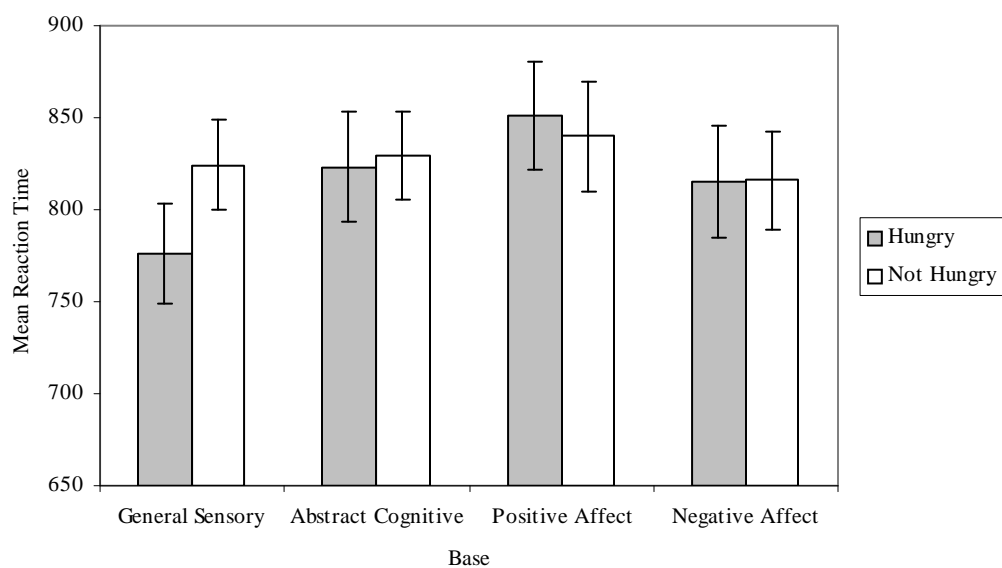 900
850
800
750
700
650
Mean Reaction Time
General Sensory
Abstract Cognitive
Positive Affect
Negative Affect
Base
Hungry
Not Hungry